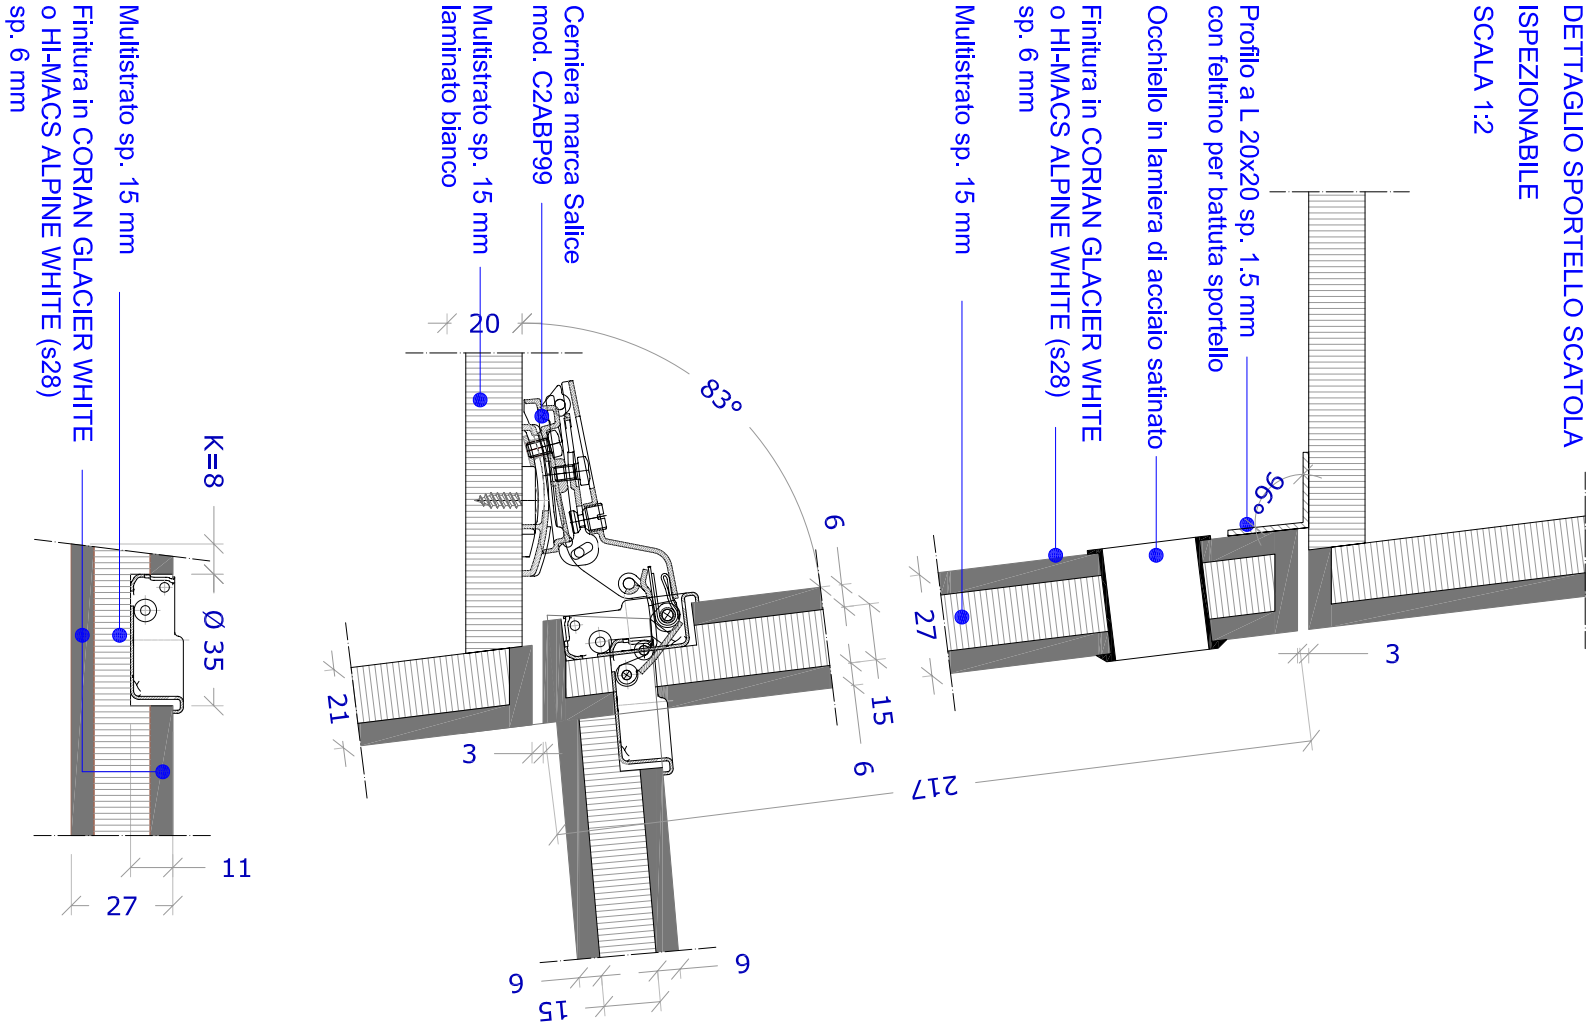 DETTAGLIO SPORTELLO SCATOLA
ISPEZIONABILE
SCALA 1:2
Profilo a L 20x20 sp. 1.5 mm
con feltrino per battuta sportello
Occhiello in lamiera di acciaio satinato
Finitura in CORIAN GLACIER WHITE
o HI-MACS ALPINE WHITE (s28)
sp. 6 mm
Multistrato sp. 15 mm
Cerniera marca Salice
mod. C2ABP99
Multistrato sp. 15 mm
laminato bianco
Multistrato sp. 15 mm
Finitura in CORIAN GLACIER WHITE
o HI-MACS ALPINE WHITE (s28)
sp. 6 mm
96°
3
27
217
20
83°
6
15
6
21
3
6
15
6
K=8
Ø 35
11
27